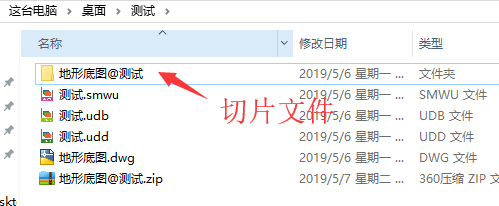 这台电脑 > 桌面 > 测试
名称 修改日期 类型
地形底图@测试 2019/5/6 星期一 ... 文件夹
切片文件
测试.smwu 2019/5/6 星期一 ... SMWU 文件
测试.udb 2019/5/6 星期一 ... UDB 文件
测试.udd 2019/5/6 星期一 ... UDD 文件
地形底图.dwg 2019/5/6 星期一 ... DWG 文件
地形底图@测试.zip 2019/5/7 星期二 ... 360压缩 ZIP 文
skto